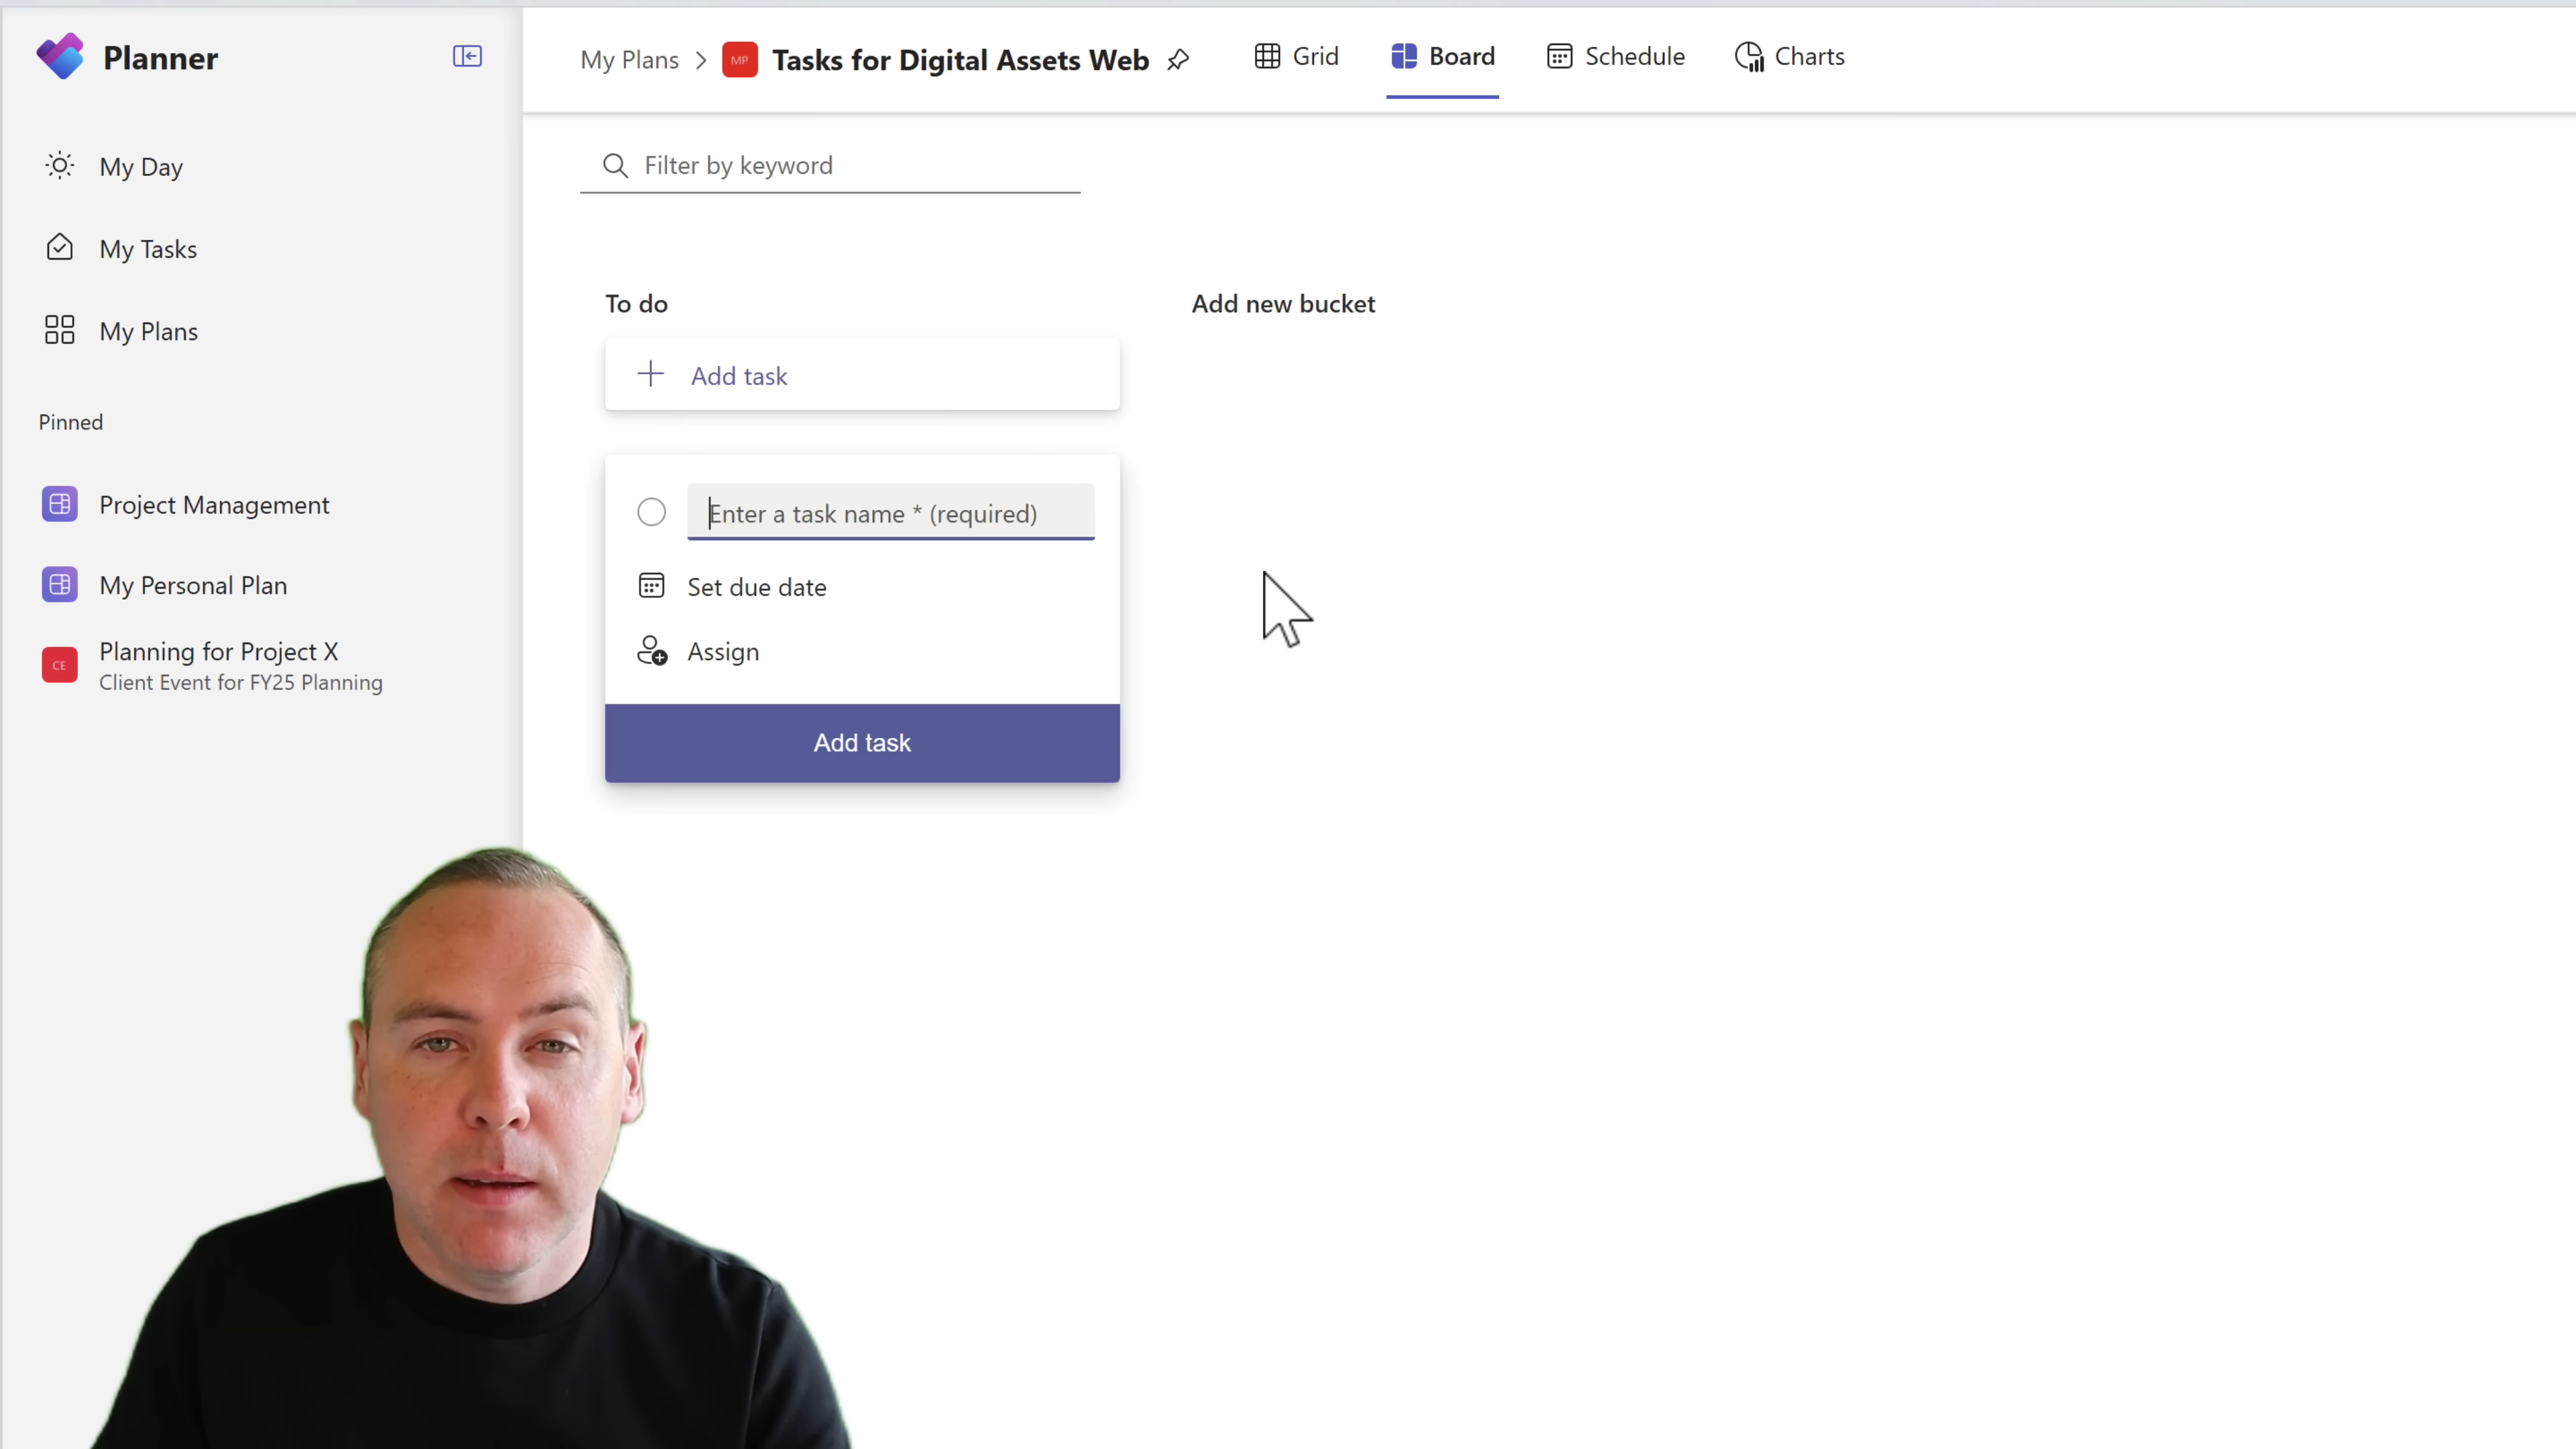 Planner
My Day
My Tasks
My Plans
Pinned
Project Management
My Personal Plan
CE
Planning for Project X
Client Event for FY25 Planning
My Plans > MP Tasks for Digital Assets Web
Grid
Board
Schedule
Charts
Filter by keyword
To do
Add task
Enter a task name * (required)
Set due date
Assign
Add task
Add new bucket